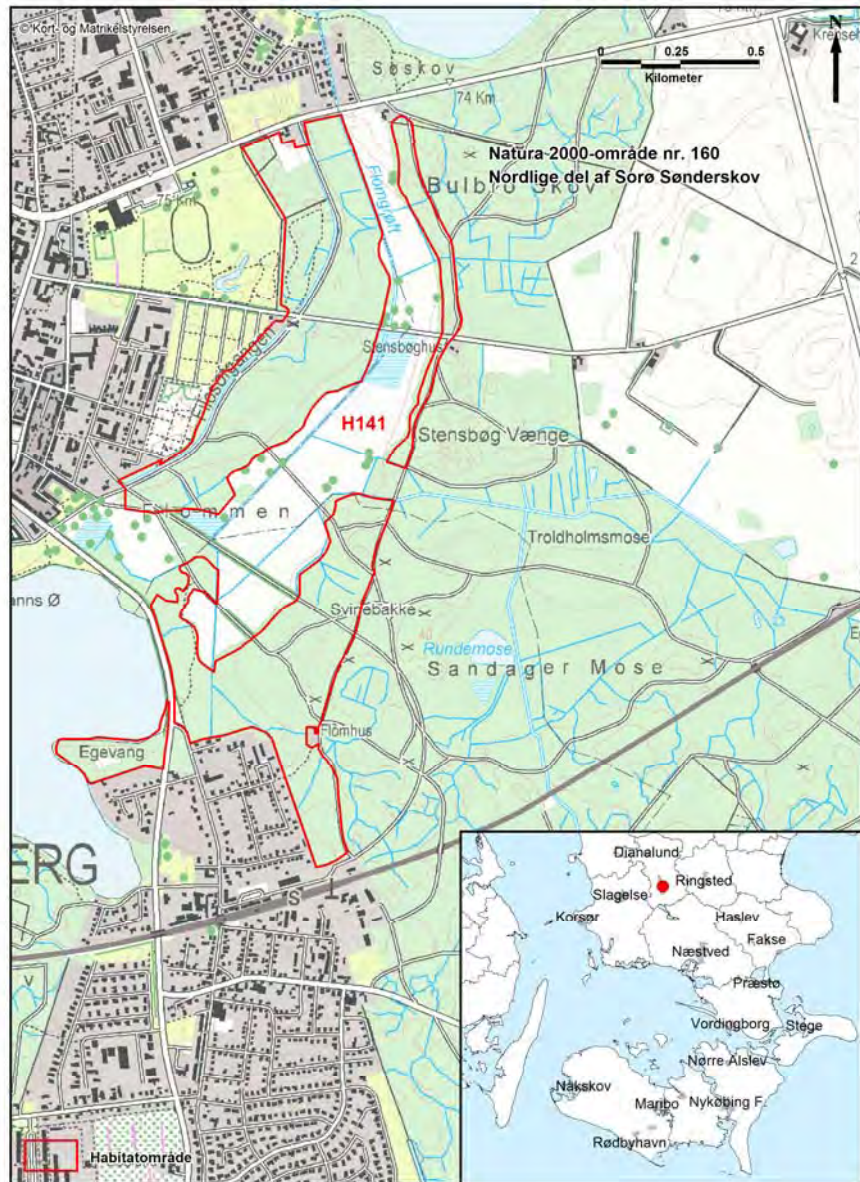 © Kort- og Matrikelstyrelsen
N
0 0.25 0.5
Kilometer
Søskov
74 Km
Natura 2000-område nr. 160
Nordlige del af Sorø Sønderskov
Bulbro Skov
Flomgrøft
75 Km
Filosofgangen
Stensbøghus
H141
Stensbøg Vænge
Flommen
Troldholmsmose
anns Ø
Svinebakke
40
Rundemose
Sandager Mose
Egevang
Flomhus
ERG
S
Habitatområde
Dianalund
Slagelse
Ringsted
Korsør
Haslev
Fakse
Næstved
Præstø
Vordingborg
Stege
Nørre Alslev
Nakskov
Maribo
Nykøbing F.
Rødbyhavn